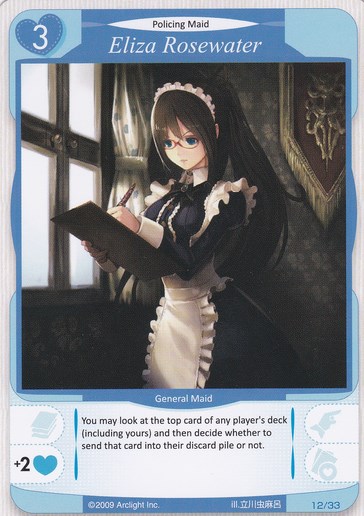 3
Policing Maid
Eliza Rosewater
General Maid
You may look at the top card of any player's deck
(including yours) and then decide whether to
send that card into their discard pile or not.
+2
©2009 Arclight Inc.
ill.立川虫麻呂
12/33